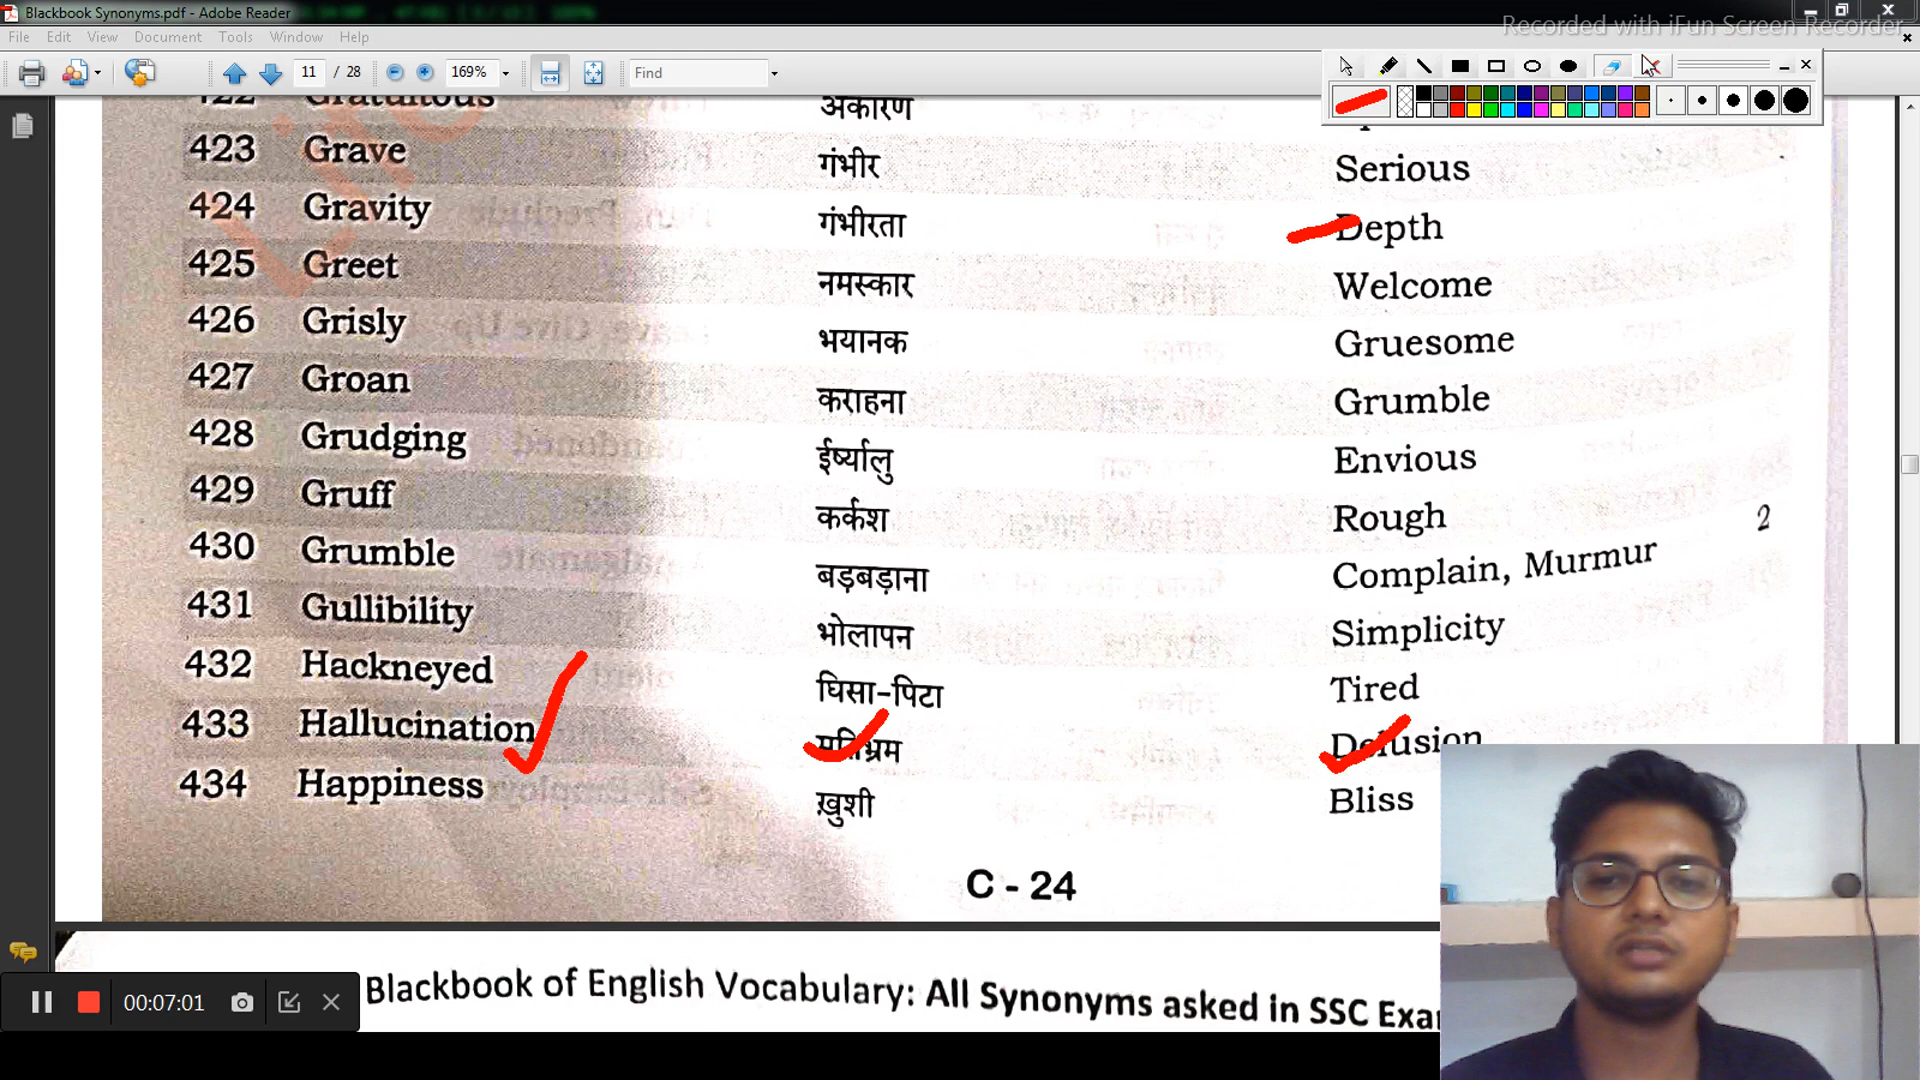 Blackbook Synonyms.pdf - Adobe Reader
Recorded with iFun Screen Recorder
File Edit View Document Tools Window Help
11 / 28 169% Find
422 Gratuitous अकारण
423 Grave गंभीर Serious
424 Gravity गंभीरता Depth
425 Greet नमस्कार Welcome
426 Grisly भयानक Gruesome
427 Groan कराहना Grumble
428 Grudging ईर्ष्यालु Envious
429 Gruff कर्कश Rough
430 Grumble बड़बड़ाना Complain, Murmur 2
431 Gullibility भोलापन Simplicity
432 Hackneyed घिसा-पिटा Tired
433 Hallucination मतिभ्रम Delusion
434 Happiness ख़ुशी Bliss
C - 24
Blackbook of English Vocabulary: All Synonyms asked in SSC Exa
00:07:01